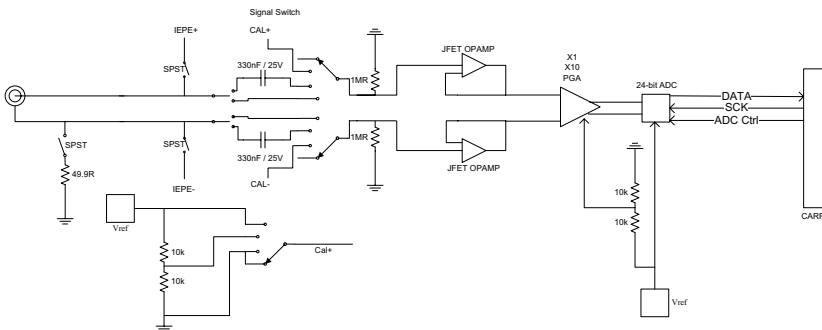 Signal Switch
IEPE+
CAL+
SPST
330nF / 25V
1MR
JFET OPAMP
X1
X10
PGA
24-bit ADC
DATA
SCK
ADC Ctrl
SPST
SPST
1MR
49.9R
330nF / 25V
JFET OPAMP
IEPE-
CAL-
10k
10k
CARR
Vref
10k
10k
Cal+
Vref